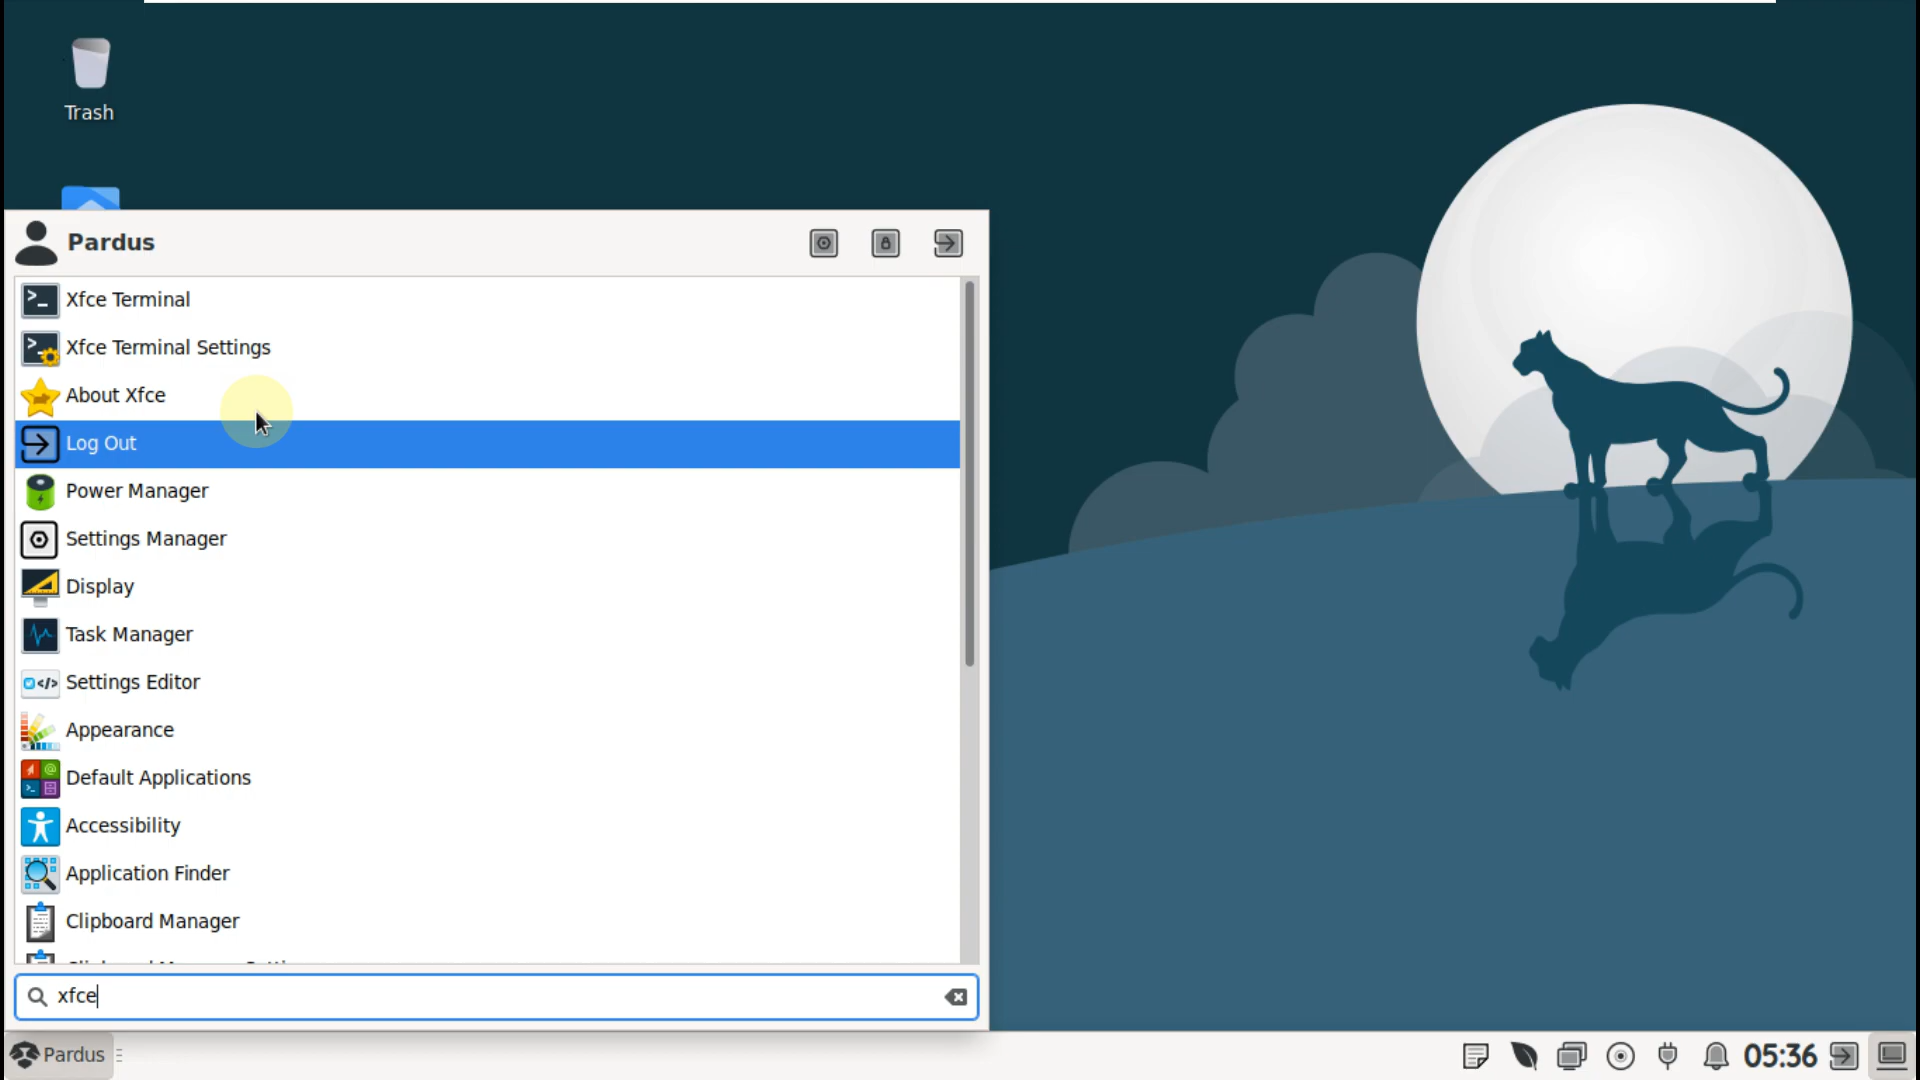 Trash
Pardus
Xfce Terminal
Xfce Terminal Settings
About Xfce
Log Out
Power Manager
Settings Manager
Display
Task Manager
Settings Editor
Appearance
Default Applications
Accessibility
Application Finder
Clipboard Manager
xfce
Pardus
05:36